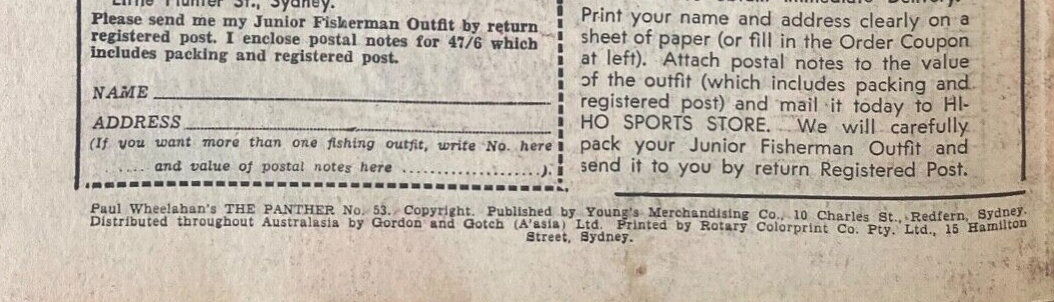 Little Hunter St., Sydney.
Please send me my Junior Fisherman Outfit by return
registered post. I enclose postal notes for 47/6 which
includes packing and registered post.
NAME
ADDRESS
(If you want more than one fishing outfit, write No. here
...... and value of postal notes here ....................).
Print your name and address clearly on a
sheet of paper (or fill in the Order Coupon
at left). Attach postal notes to the value
of the outfit (which includes packing and
registered post) and mail it today to HI-
HO SPORTS STORE. We will carefully
pack your Junior Fisherman Outfit and
send it to you by return Registered Post.
Paul Wheelahan's THE PANTHER No. 53. Copyright. Published by Young's Merchandising Co., 10 Charles St., Redfern, Sydney.
Distributed throughout Australasia by Gordon and Gotch (A'asia) Ltd. Printed by Rotary Colorprint Co. Pty. Ltd., 15 Hamilton
Street, Sydney.